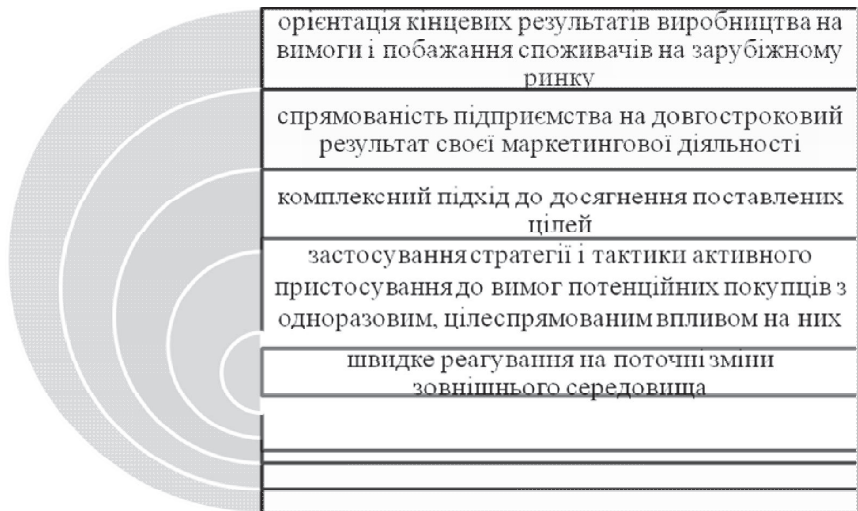 орієнтація кінцевих результатів виробництва на
вимоги і побажання споживачів на зарубіжному
ринку
спрямованість підприємства на довгостроковий
результат своєї маркетингової діяльності
комплексний підхід до досягнення поставлених
цілей
застосування стратегії і тактики активного
пристосування до вимог потенційних покупців з
одноразовим, цілеспрямованим впливом на них
швидке реагування на поточні зміни
зовнішнього середовища